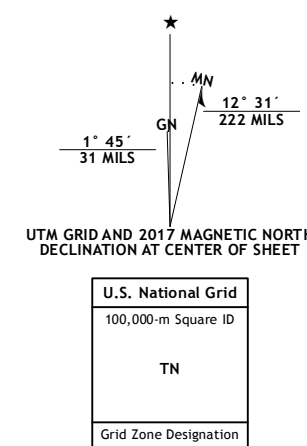 ★
MN
GN
12° 31´
222 MILS
1° 45´
31 MILS
UTM GRID AND 2017 MAGNETIC NORTH
DECLINATION AT CENTER OF SHEET
U.S. National Grid
100,000-m Square ID
TN
Grid Zone Designation